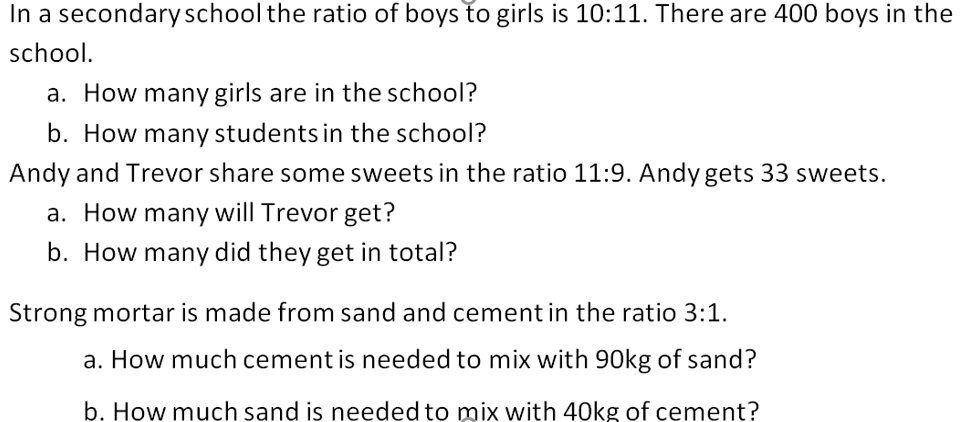 In a secondary school the ratio of boys to girls is 10:11. There are 400 boys in the
school.
a. How many girls are in the school?
b. How many students in the school?
Andy and Trevor share some sweets in the ratio 11:9. Andy gets 33 sweets.
a. How many will Trevor get?
b. How many did they get in total?
Strong mortar is made from sand and cement in the ratio 3:1.
a. How much cement is needed to mix with 90kg of sand?
b. How much sand is needed to mix with 40kg of cement?